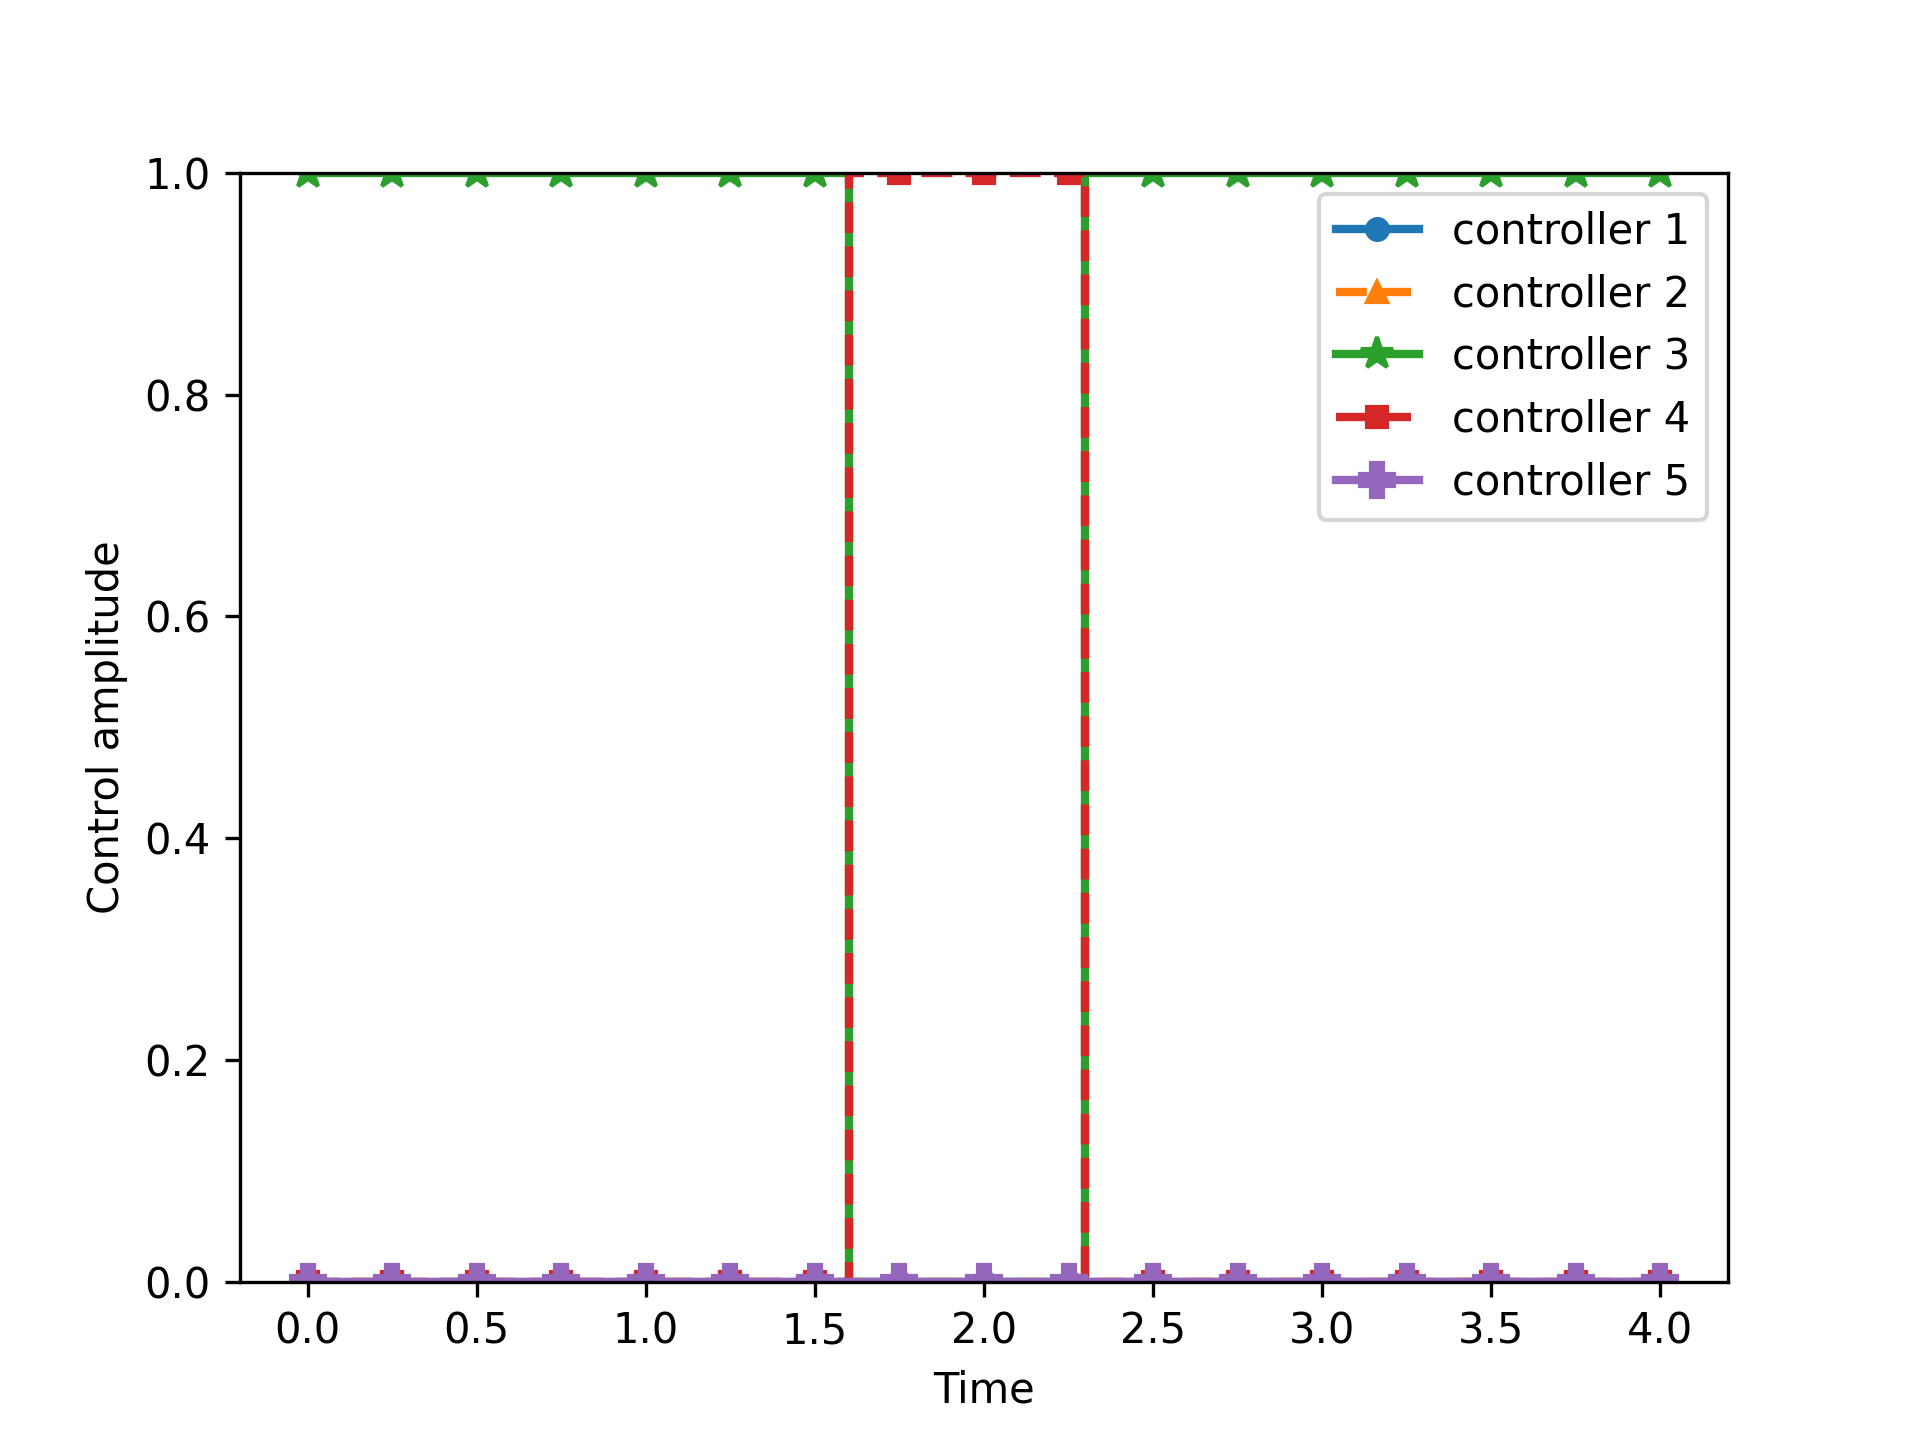 1.0
0.8
0.6
0.4
0.2
0.0
Control amplitude
controller 1
controller 2
controller 3
controller 4
controller 5
0.0 0.5 1.0 1.5 2.0 2.5 3.0 3.5 4.0
Time